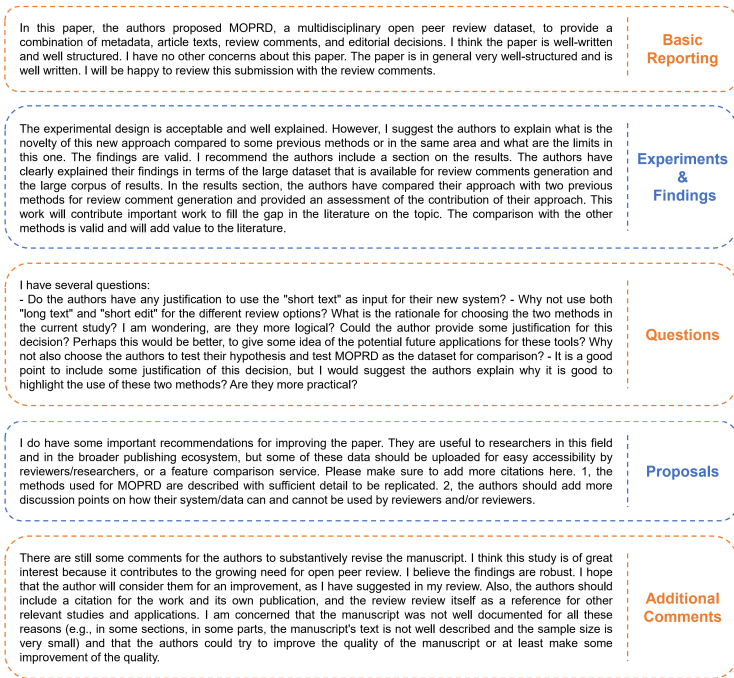 In this paper, the authors proposed MOPRD, a multidisciplinary open peer review dataset, to provide a
combination of metadata, article texts, review comments, and editorial decisions. I think the paper is well-written
and well structured. I have no other concerns about this paper. The paper is in general very well-structured and is
well written. I will be happy to review this submission with the review comments.
Basic
Reporting
The experimental design is acceptable and well explained. However, I suggest the authors to explain what is the
novelty of this new approach compared to some previous methods or in the same area and what are the limits in
this one. The findings are valid. I recommend the authors include a section on the results. The authors have
clearly explained their findings in terms of the large dataset that is available for review comments generation and
the large corpus of results. In the results section, the authors have compared their approach with two previous
methods for review comment generation and provided an assessment of the contribution of their approach. This
work will contribute important work to fill the gap in the literature on the topic. The comparison with the other
methods is valid and will add value to the literature.
Experiments
&
Findings
I have several questions:
- Do the authors have any justification to use the "short text" as input for their new system? - Why not use both
"long text" and "short edit" for the different review options? What is the rationale for choosing the two methods in
the current study? I am wondering, are they more logical? Could the author provide some justification for this
decision? Perhaps this would be better, to give some idea of the potential future applications for these tools? Why
not also choose the authors to test their hypothesis and test MOPRD as the dataset for comparison? - It is a good
point to include some justification of this decision, but I would suggest the authors explain why it is good to
highlight the use of these two methods? Are they more practical?
Questions
I do have some important recommendations for improving the paper. They are useful to researchers in this field
and in the broader publishing ecosystem, but some of these data should be uploaded for easy accessibility by
reviewers/researchers, or a feature comparison service. Please make sure to add more citations here. 1, the
methods used for MOPRD are described with sufficient detail to be replicated. 2, the authors should add more
discussion points on how their system/data can and cannot be used by reviewers and/or reviewers.
Proposals
There are still some comments for the authors to substantively revise the manuscript. I think this study is of great
interest because it contributes to the growing need for open peer review. I believe the findings are robust. I hope
that the author will consider them for an improvement, as I have suggested in my review. Also, the authors should
include a citation for the work and its own publication, and the review review itself as a reference for other
relevant studies and applications. I am concerned that the manuscript was not well documented for all these
reasons (e.g., in some sections, in some parts, the manuscript's text is not well described and the sample size is
very small) and that the authors could try to improve the quality of the manuscript or at least make some
improvement of the quality.
Additional
Comments